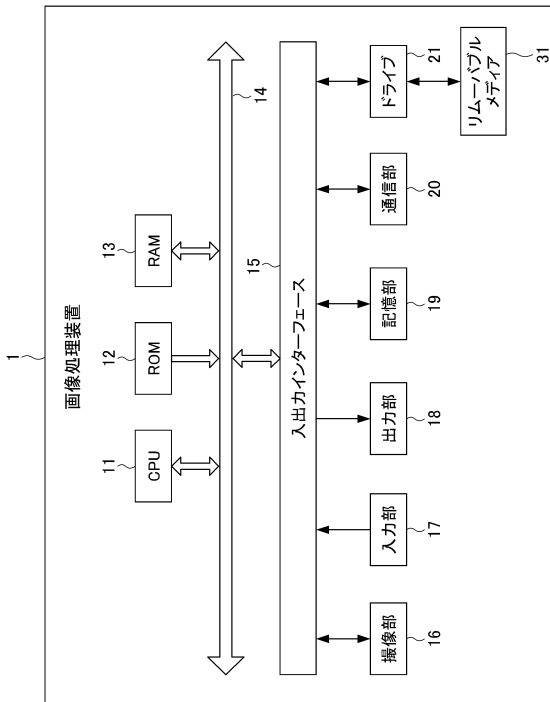 1
画像処理装置
11
12
13
CPU
ROM
RAM
14
15
入出力インターフェース
撮像部
入力部
出力部
記憶部
通信部
ドライブ
16
17
18
19
20
21
リムーバブル
メディア
31